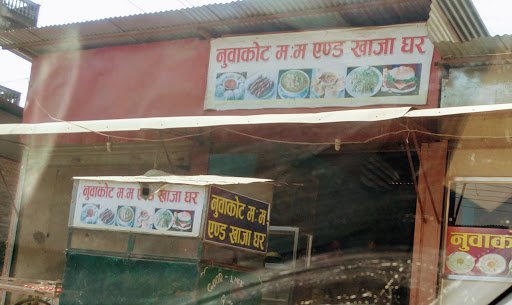 नुवाकोट म:म एण्ड खाजा घर
नुवाकोट म:म एण्ड खाजा घर
नुवाकोट म:म
एण्ड खाजा घर
नुवाको